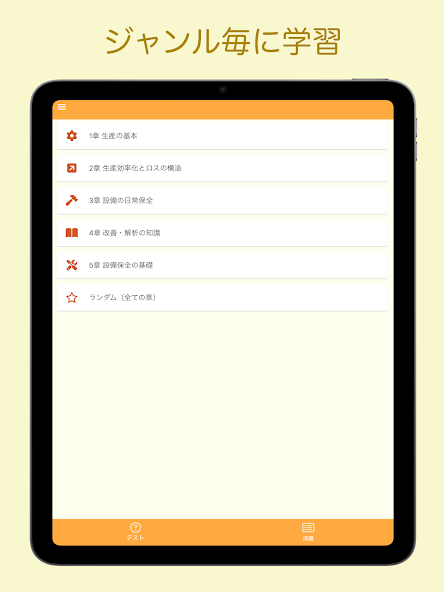 ジャンル毎に学習
1章 生産の基本
2章 生産効率化とロスの構造
3章 設備の日常保全
4章 改善・解析の知識
5章 設備保全の基礎
ランダム（全ての章）
テスト
成績